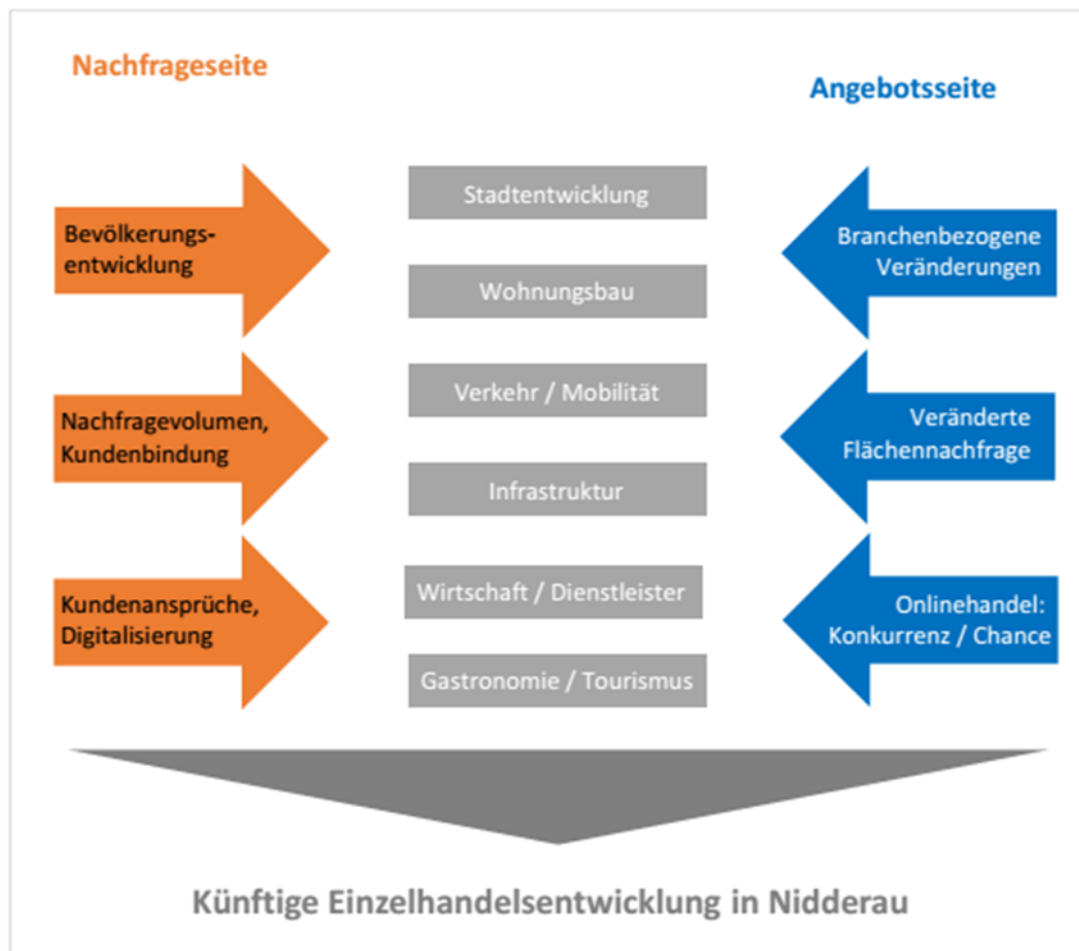 Nachfrageseite
Angebotsseite
Bevölkerungs-
entwicklung
Nachfragevolumen,
Kundenbindung
Kundenansprüche,
Digitalisierung
Stadtentwicklung
Wohnungsbau
Verkehr / Mobilität
Infrastruktur
Wirtschaft / Dienstleister
Gastronomie / Tourismus
Branchenbezogene
Veränderungen
Veränderte
Flächennachfrage
Onlinehandel:
Konkurrenz / Chance
Künftige Einzelhandelsentwicklung in Nidderau